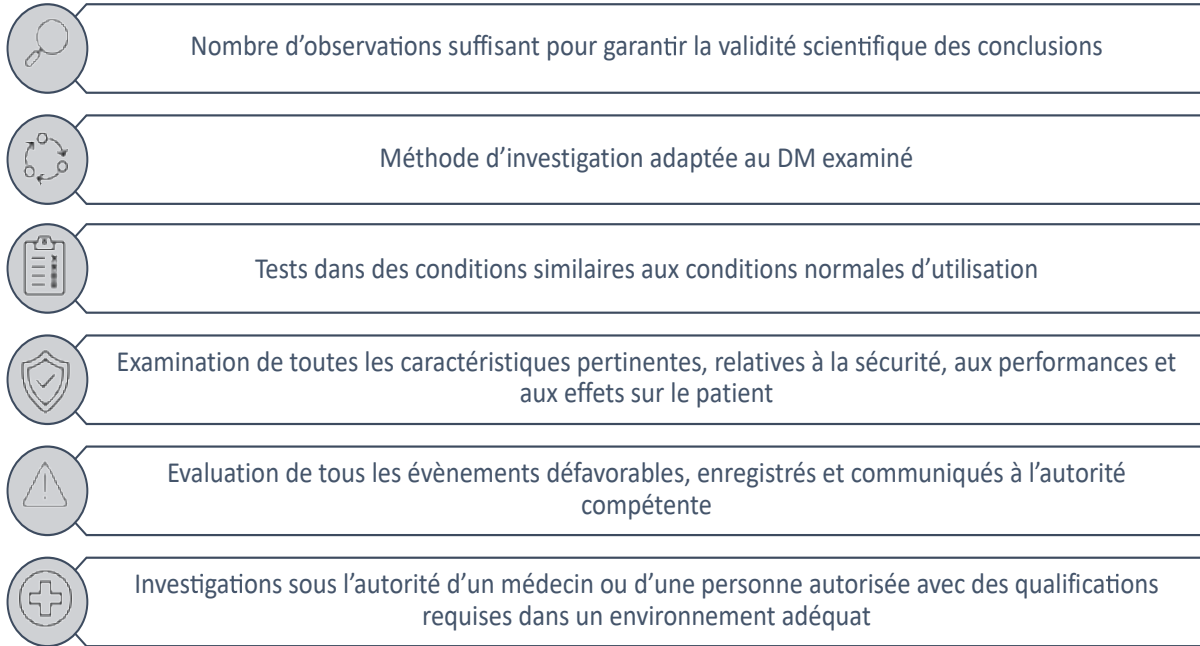 Nombre d’observations suffisant pour garantir la validité scientifique des conclusions
Méthode d’investigation adaptée au DM examiné
Tests dans des conditions similaires aux conditions normales d’utilisation
Examination de toutes les caractéristiques pertinentes, relatives à la sécurité, aux performances et
aux effets sur le patient
Evaluation de tous les évènements défavorables, enregistrés et communiqués à l’autorité
compétente
Investigations sous l’autorité d’un médecin ou d’une personne autorisée avec des qualifications
requises dans un environnement adéquat